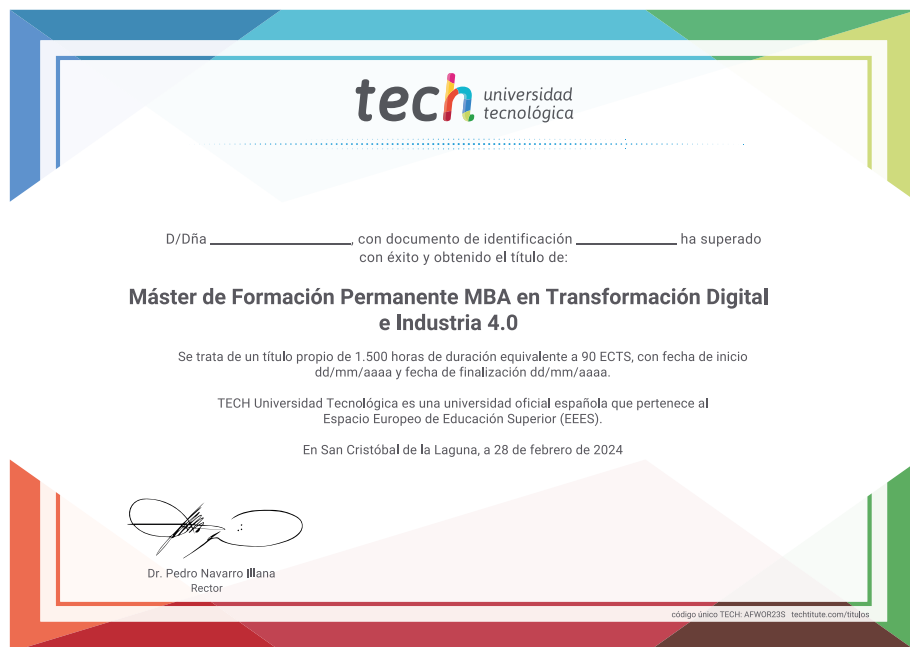 tech universidad
tecnológica
D/Dña ______________, con documento de identificación __________ ha superado
con éxito y obtenido el título de:
Máster de Formación Permanente MBA en Transformación Digital
e Industria 4.0
Se trata de un título propio de 1.500 horas de duración equivalente a 90 ECTS, con fecha de inicio
dd/mm/aaaa y fecha de finalización dd/mm/aaaa.
TECH Universidad Tecnológica es una universidad oficial española que pertenece al
Espacio Europeo de Educación Superior (EEES).
En San Cristóbal de la Laguna, a 28 de febrero de 2024
Dr. Pedro Navarro Illana
Rector
código único TECH: AFWOR23S techtitute.com/titulos